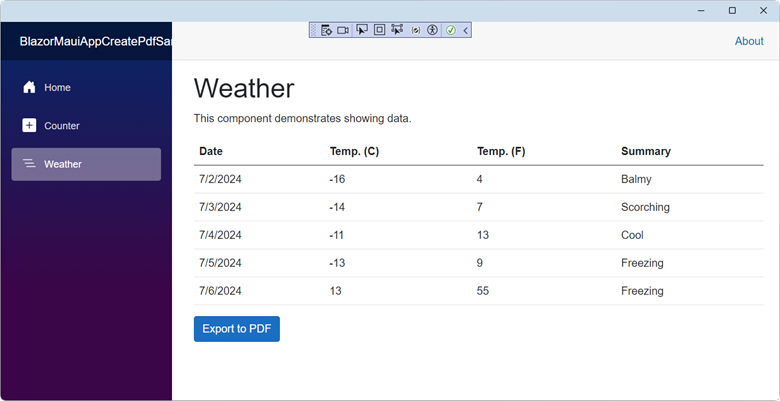 BlazorMauiAppCreatePdfSar
About
Home
Counter
Weather
Weather
This component demonstrates showing data.
Date Temp. (C) Temp. (F) Summary
7/2/2024 -16 4 Balmy
7/3/2024 -14 7 Scorching
7/4/2024 -11 13 Cool
7/5/2024 -13 9 Freezing
7/6/2024 13 55 Freezing
Export to PDF